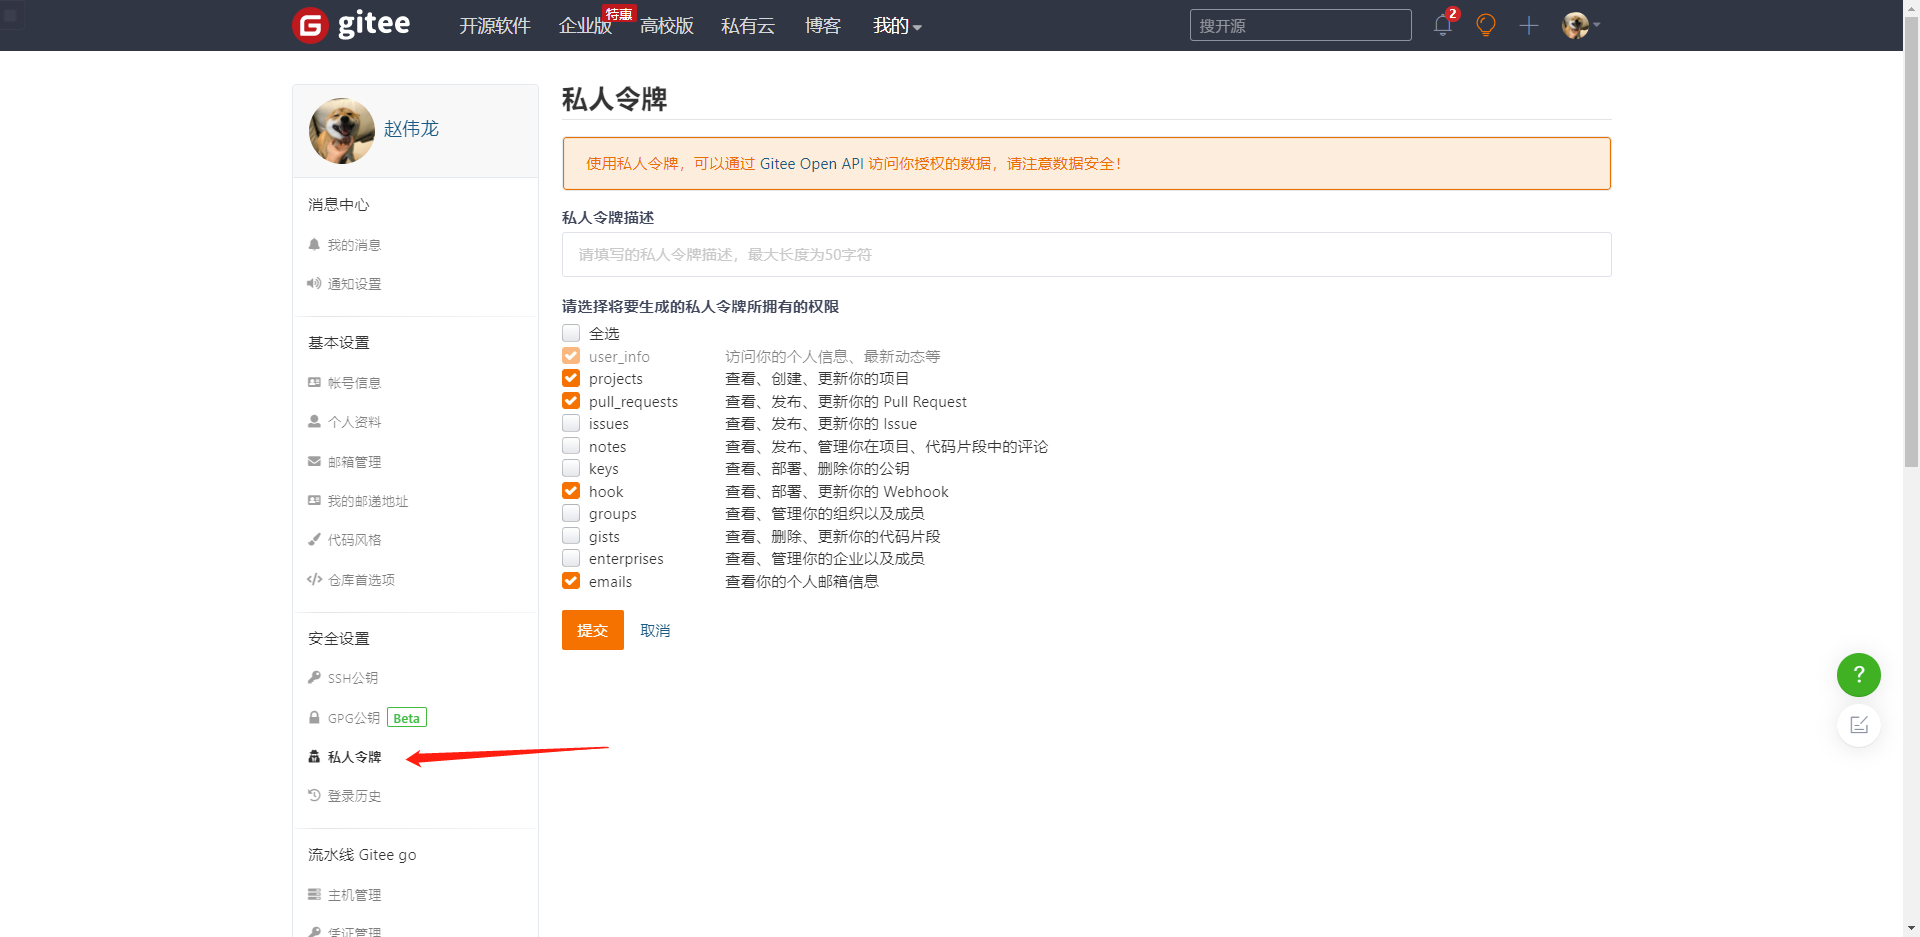 gitee 开源软件 企业版 特惠 高校版 私有云 博客 我的 搜开源 2
赵伟龙
消息中心
我的消息
通知设置
基本设置
帐号信息
个人资料
邮箱管理
我的邮递地址
代码风格
仓库首选项
安全设置
SSH公钥
GPG公钥 Beta
私人令牌
登录历史
流水线 Gitee go
主机管理
凭证管理
私人令牌
使用私人令牌，可以通过 Gitee Open API 访问你授权的数据，请注意数据安全！
私人令牌描述
请填写的私人令牌描述，最大长度为50字符
请选择将要生成的私人令牌所拥有的权限
全选
user_info 访问你的个人信息、最新动态等
projects 查看、创建、更新你的项目
pull_requests 查看、发布、更新你的 Pull Request
issues 查看、发布、更新你的 Issue
notes 查看、发布、管理你在项目、代码片段中的评论
keys 查看、部署、删除你的公钥
hook 查看、部署、更新你的 Webhook
groups 查看、管理你的组织以及成员
gists 查看、删除、更新你的代码片段
enterprises 查看、管理你的企业以及成员
emails 查看你的个人邮箱信息
提交 取消
?